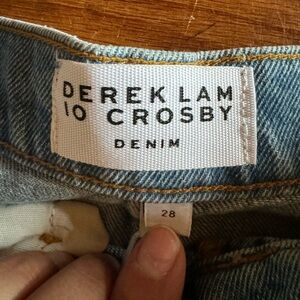 DEREK LAM
10 CROSBY
DENIM
28